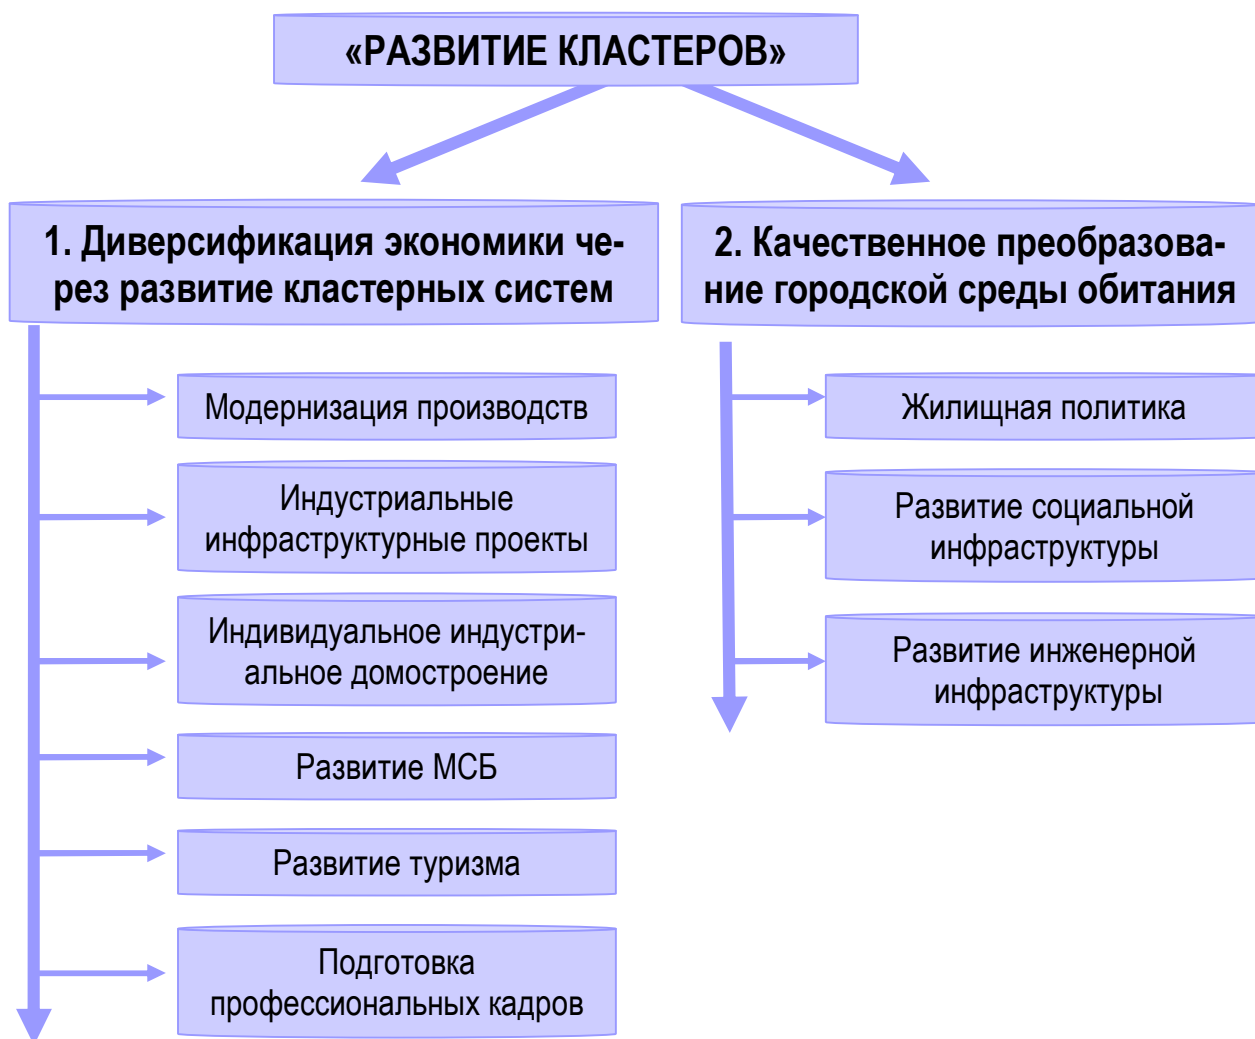 «РАЗВИТИЕ КЛАСТЕРОВ»
1. Диверсификация экономики че-
рез развитие кластерных систем
Модернизация производств
Индустриальные
инфраструктурные проекты
Индивидуальное индустри-
альное домостроение
Развитие МСБ
Развитие туризма
Подготовка
профессиональных кадров
2. Качественное преобразова-
ние городской среды обитания
Жилищная политика
Развитие социальной
инфраструктуры
Развитие инженерной
инфраструктуры